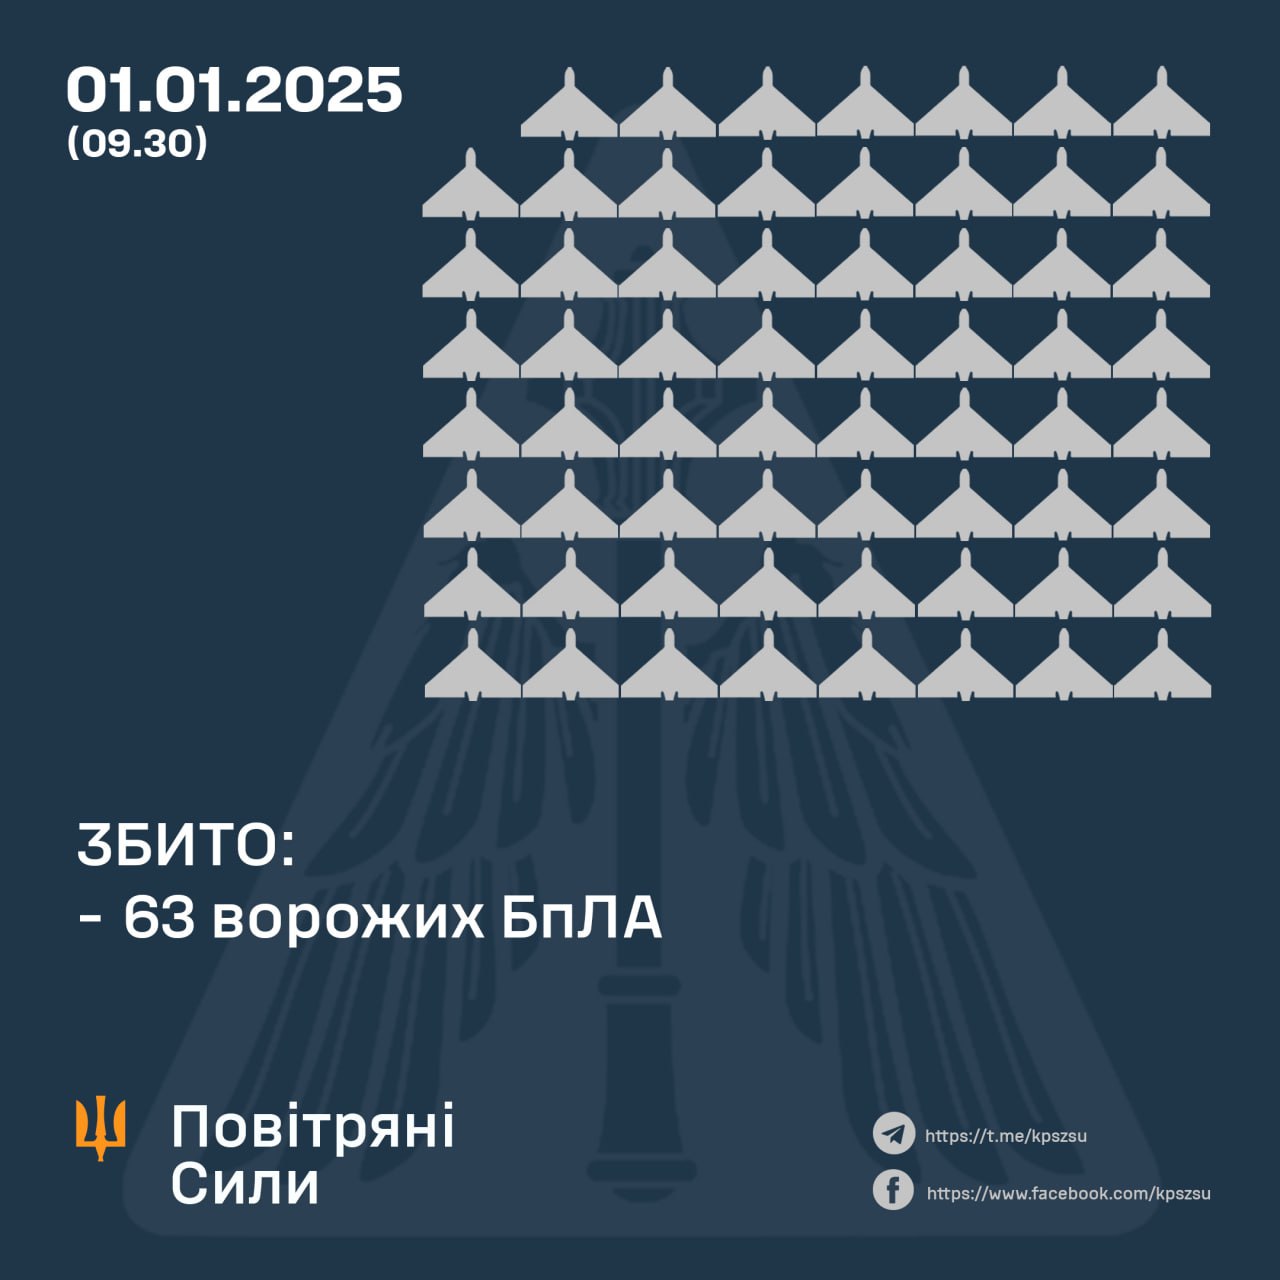 01.01.2025
(09.30)
ЗБИТО:
- 63 ворожих БпЛА
Повітряні
Сили
https://t.me/kpszsu
https://www.facebook.com/kpszsu